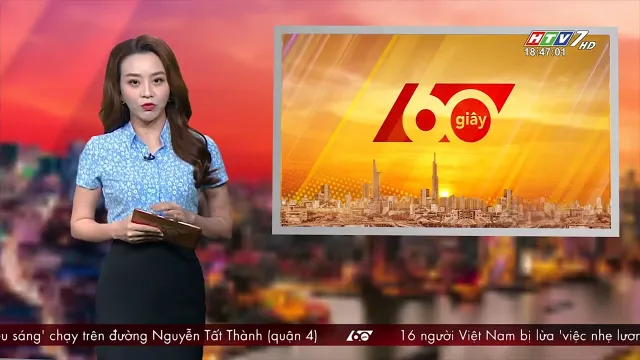 HTV7 HD
18:47:01
60 giây
sáng' chạy trên đường Nguyễn Tất Thành (quận 4) 60 16 người Việt Nam bị lừa 'việc nhẹ